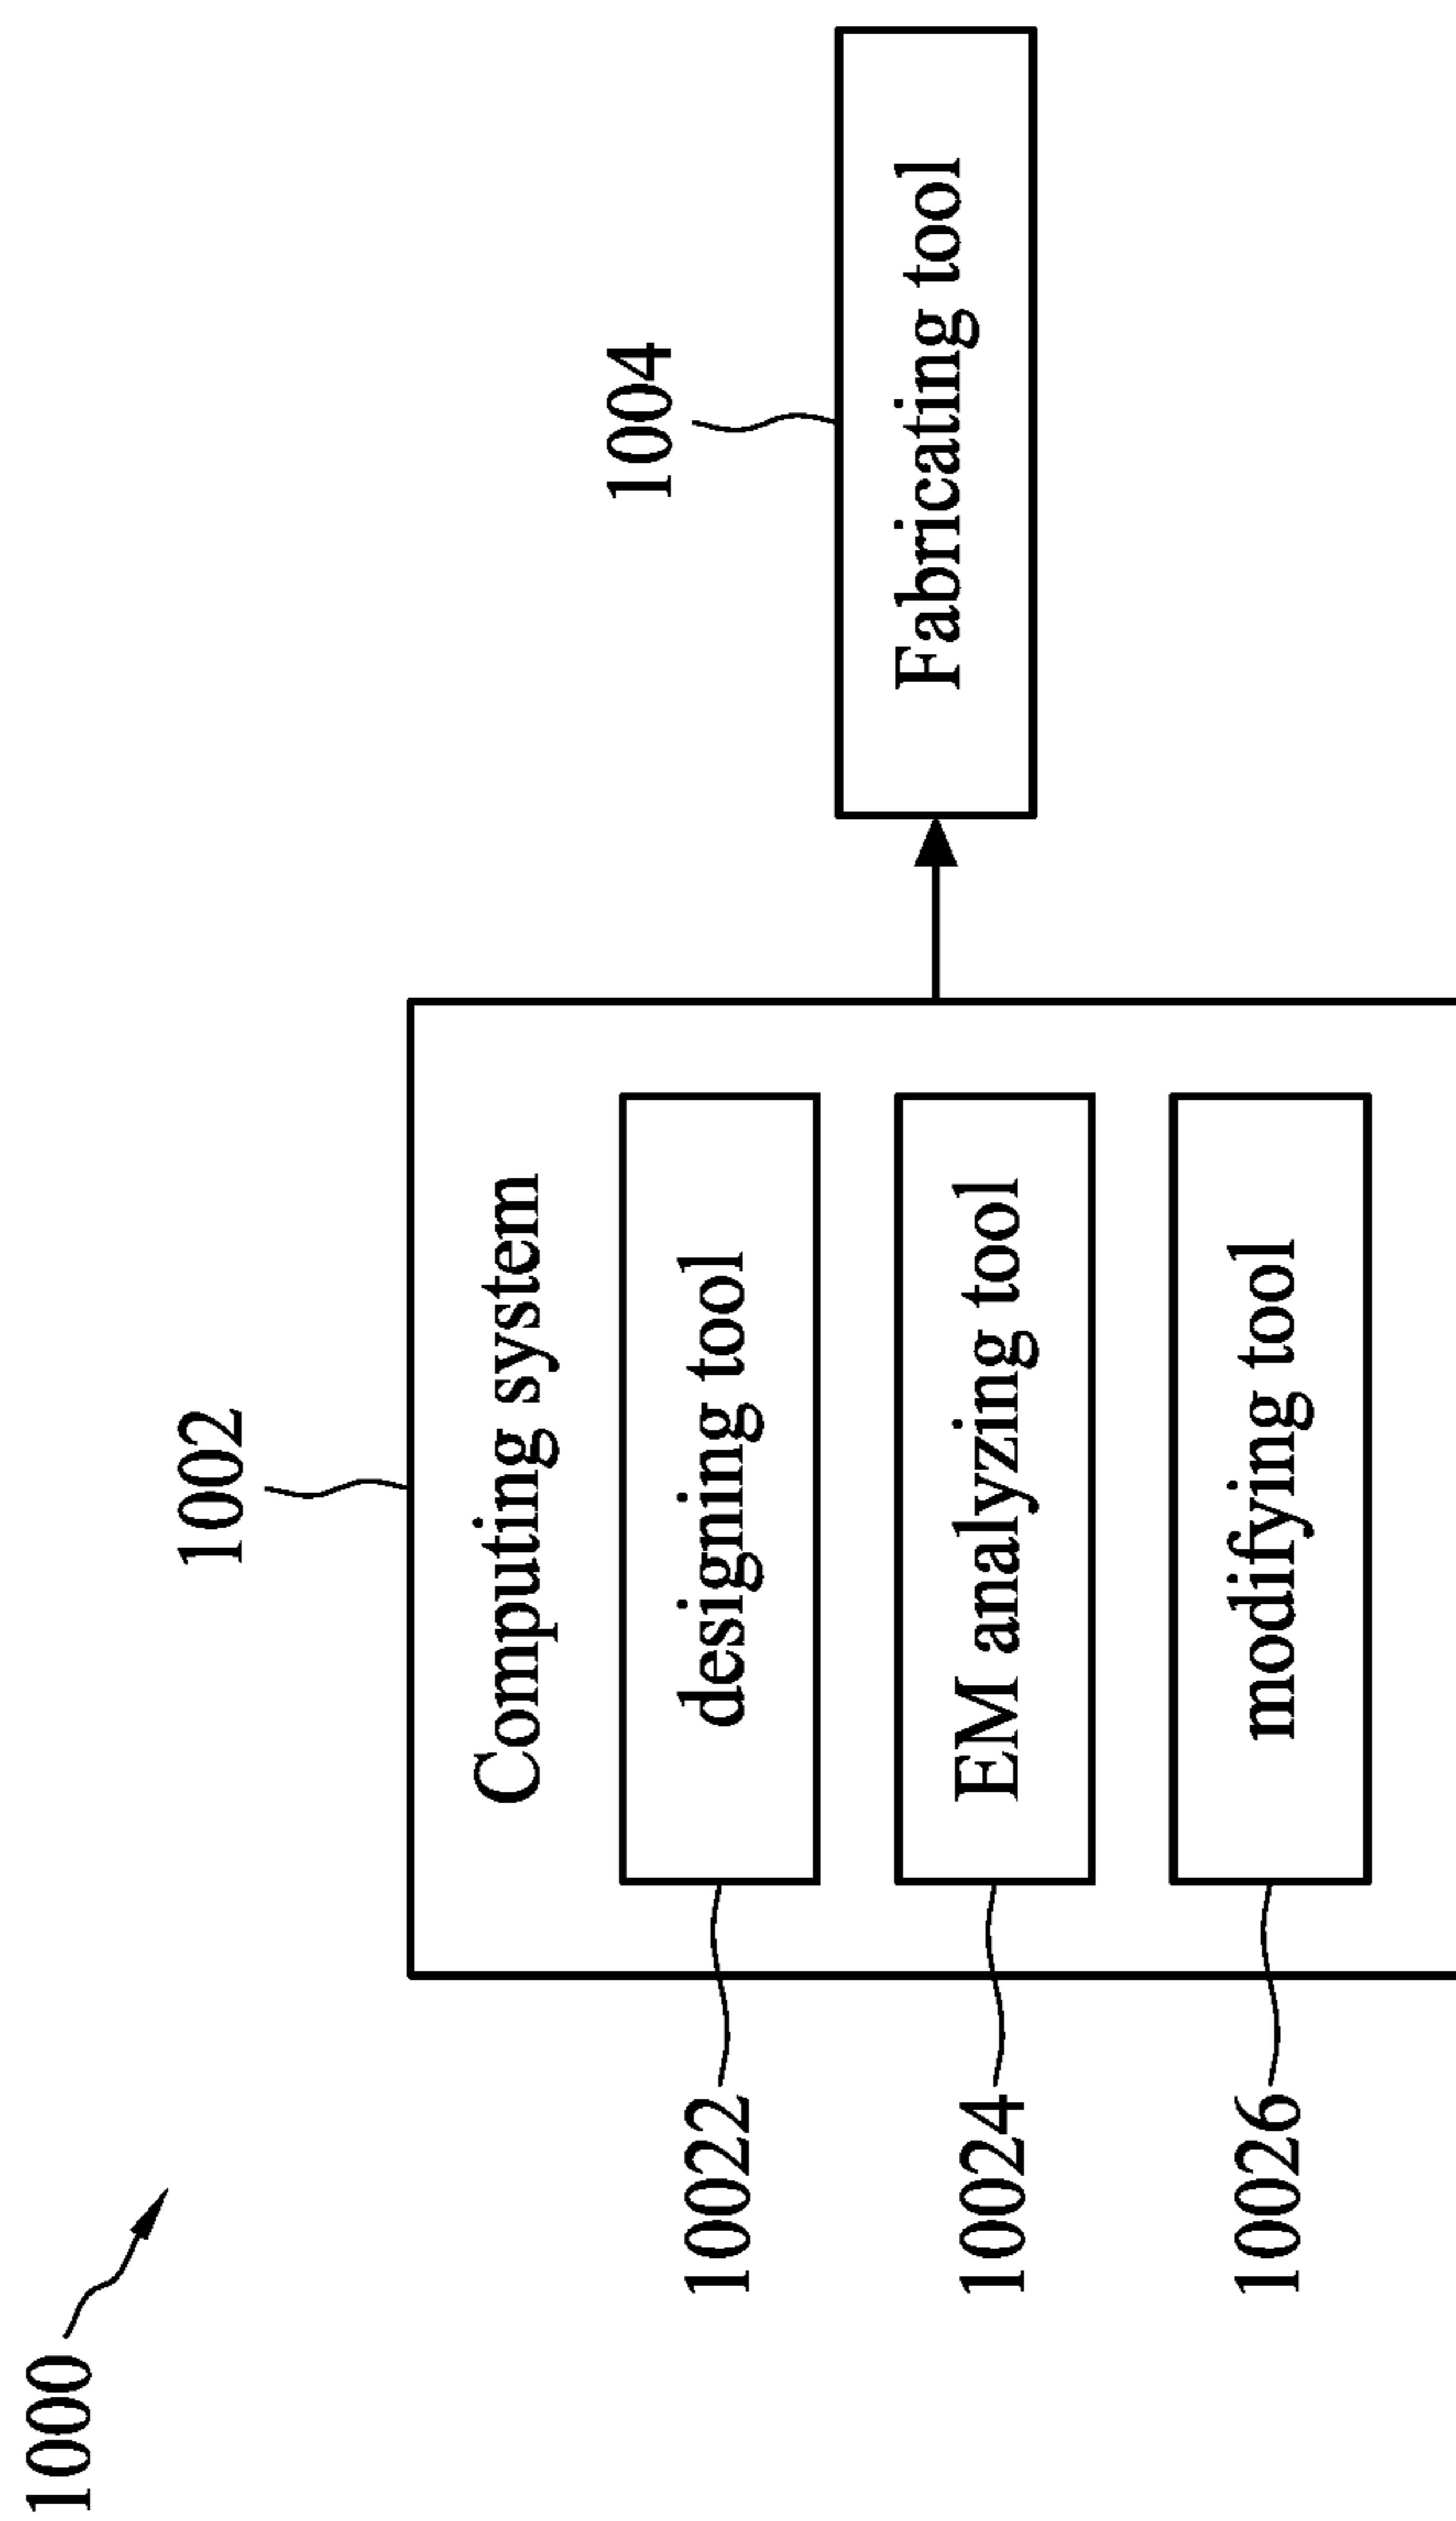 1000
1002
Computing system
10022
designing tool
10024
EM analyzing tool
10026
modifying tool
1004
Fabricating tool